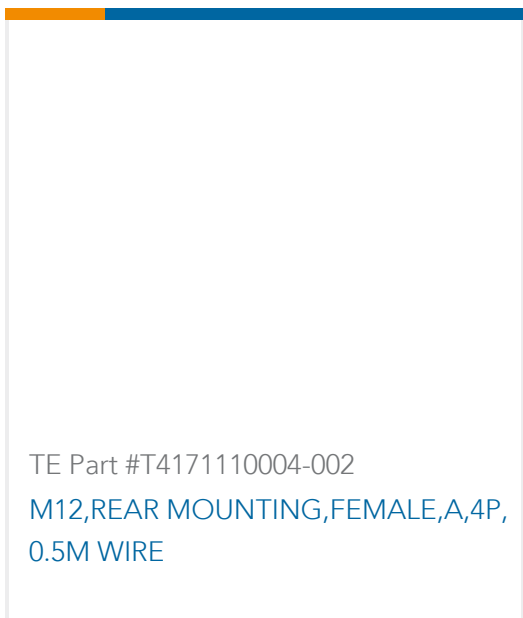 TE Part #T4171110004-002
M12,REAR MOUNTING,FEMALE,A,4P,
0.5M WIRE